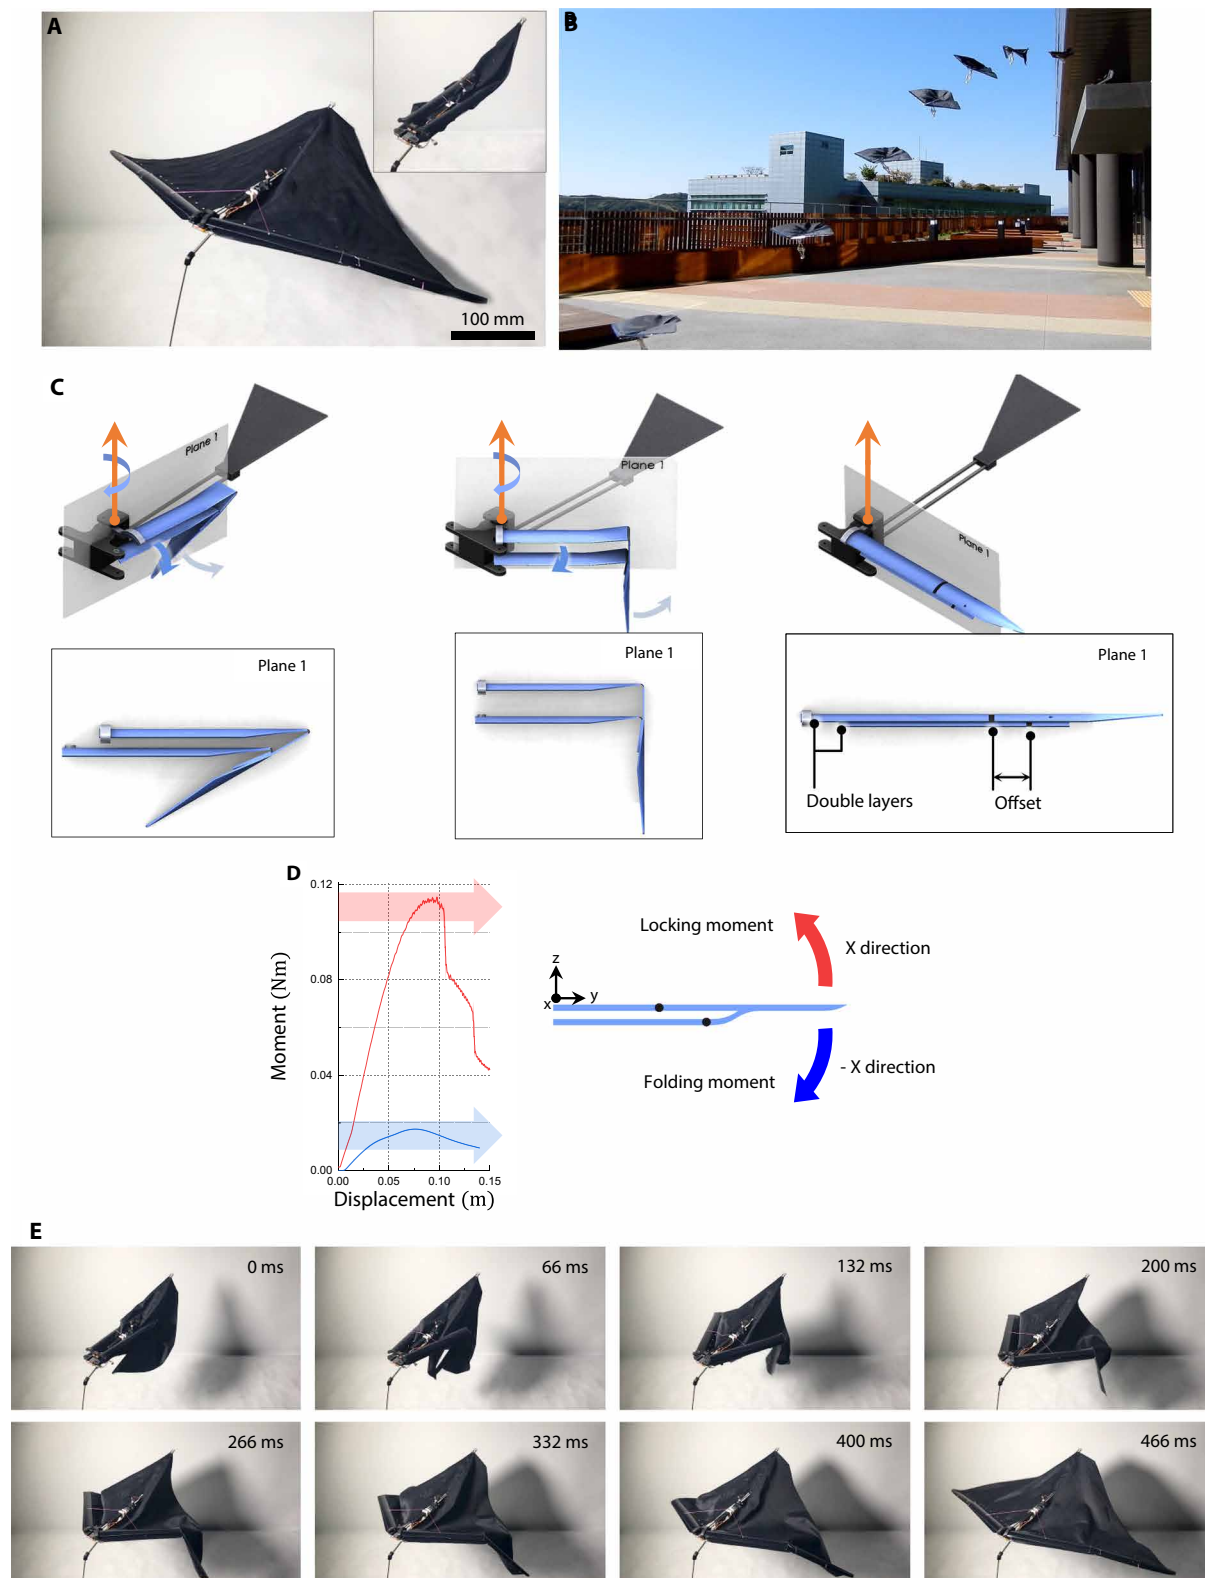 A
100 mm
B
B
C
Plane 1
Plane 1
Plane 1
Plane 1
Plane 1
Plane 1
Double layers
Offset
D
0.12
0.08
0.04
0.00
0.00
0.05
0.10
0.15
Moment (Nm)
Displacement (m)
Locking moment
X direction
z
x
y
Folding moment
- X direction
E
0 ms
66 ms
132 ms
200 ms
266 ms
332 ms
400 ms
466 ms